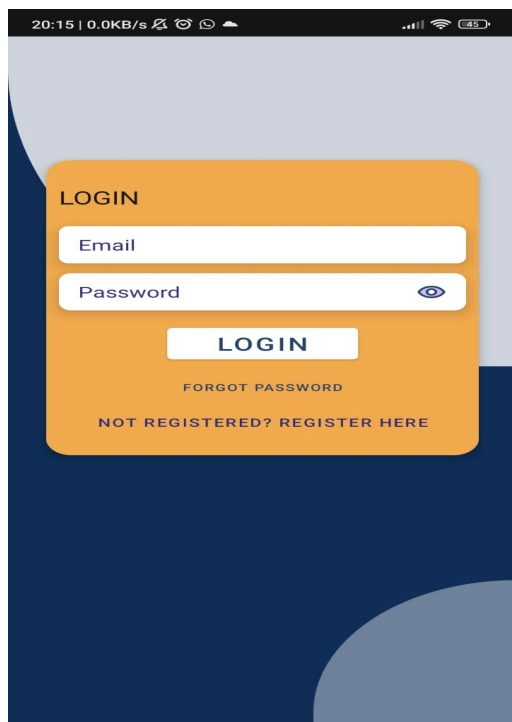 20:15 | 0.0KB/s 45
LOGIN
Email
Password
LOGIN
FORGOT PASSWORD
NOT REGISTERED? REGISTER HERE